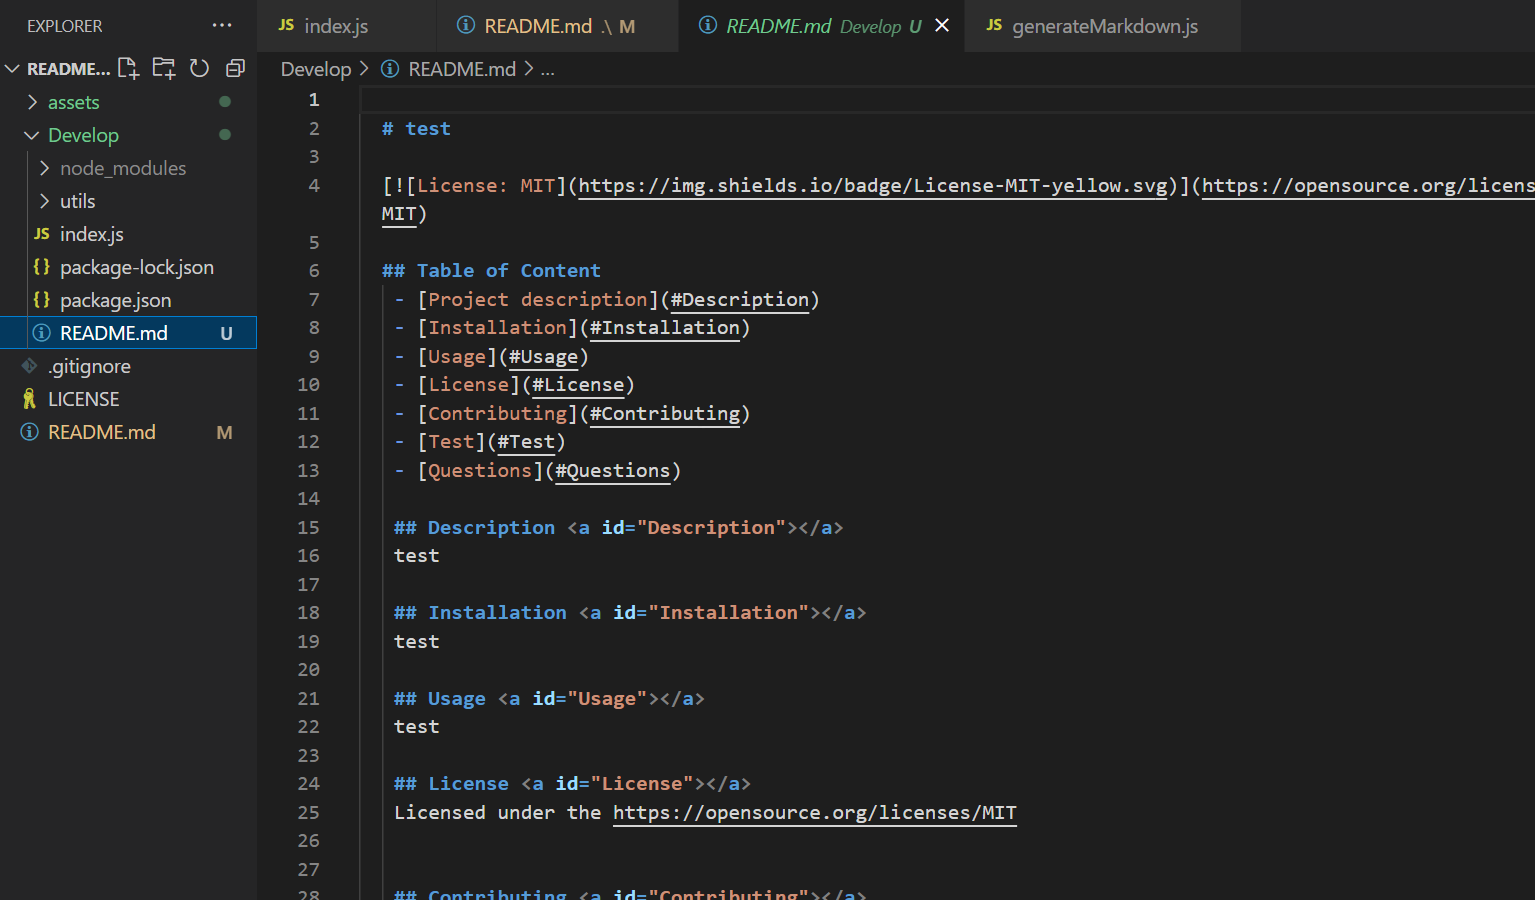 EXPLORER ···
README...
assets
Develop
node_modules
utils
JS index.js
{} package-lock.json
{} package.json
README.md U
.gitignore
LICENSE
README.md M
JS index.js
README.md .\ M
README.md Develop U
JS generateMarkdown.js
Develop > README.md > ...
1
2 # test
3
4 [![License: MIT](https://img.shields.io/badge/License-MIT-yellow.svg)](https://opensource.org/licens
MIT)
5
6 ## Table of Content
7 - [Project description](#Description)
8 - [Installation](#Installation)
9 - [Usage](#Usage)
10 - [License](#License)
11 - [Contributing](#Contributing)
12 - [Test](#Test)
13 - [Questions](#Questions)
14
15 ## Description <a id="Description"></a>
16 test
17
18 ## Installation <a id="Installation"></a>
19 test
20
21 ## Usage <a id="Usage"></a>
22 test
23
24 ## License <a id="License"></a>
25 Licensed under the https://opensource.org/licenses/MIT
26
27
28 ## Contributing <a id="Contributing"></a>